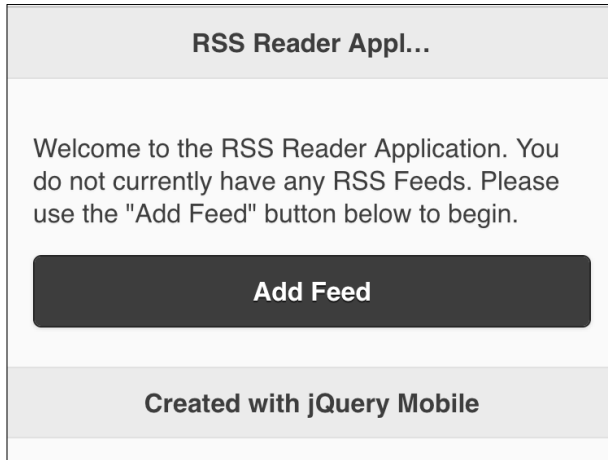 RSS Reader Appl...
Welcome to the RSS Reader Application. You
do not currently have any RSS Feeds. Please
use the "Add Feed" button below to begin.
Add Feed
Created with jQuery Mobile